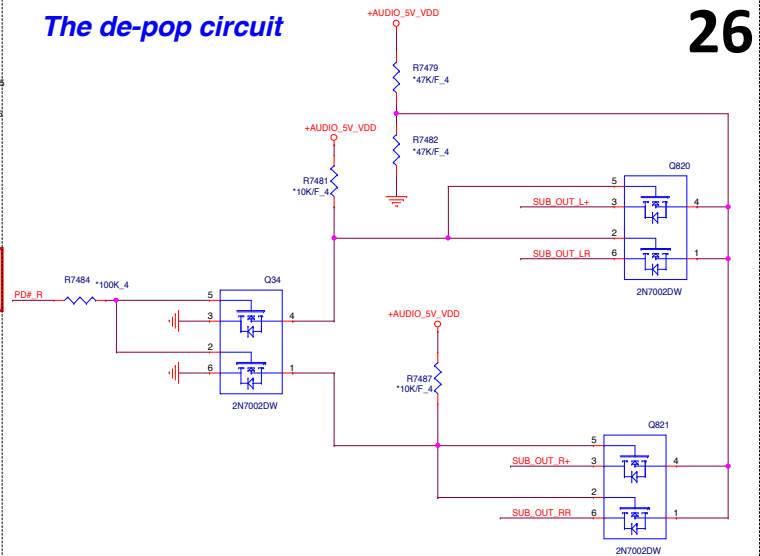 The de-pop circuit
26
+AUDIO_5V_VDD
R7479
*47K/F_4
+AUDIO_5V_VDD
R7482
*47K/F_4
R7481
*10K/F_4
Q820
5
3
SUB_OUT_L+
4
2
6
SUB_OUT_LR
1
2N7002DW
PD#_R
R7484
*100K_4
Q34
5
3
4
2
6
1
2N7002DW
+AUDIO_5V_VDD
R7487
*10K/F_4
Q821
5
3
SUB_OUT_R+
4
2
6
SUB_OUT_RR
1
2N7002DW